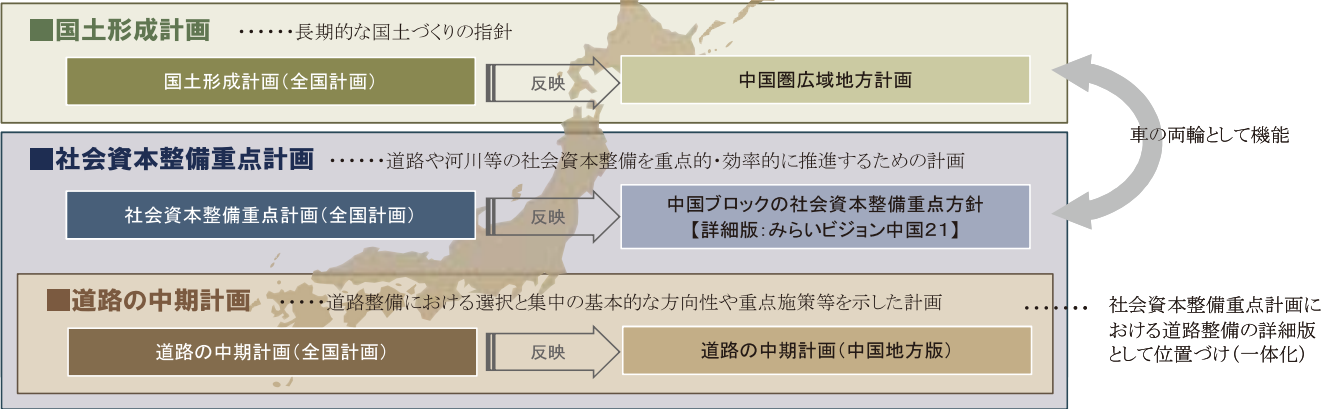 ■国土形成計画 ‥‥‥長期的な国土づくりの指針
国土形成計画（全国計画）
反映
中国圏広域地方計画
車の両輪として機能
■社会資本整備重点計画 ‥‥‥道路や河川等の社会資本整備を重点的・効率的に推進するための計画
社会資本整備重点計画（全国計画）
反映
中国ブロックの社会資本整備重点方針
【詳細版：みらいビジョン中国２１】
■道路の中期計画 ‥‥‥道路整備における選択と集中の基本的な方向性や重点施策等を示した計画
道路の中期計画（全国計画）
反映
道路の中期計画（中国地方版）
‥‥‥ 社会資本整備重点計画に
おける道路整備の詳細版
として位置づけ（一体化）